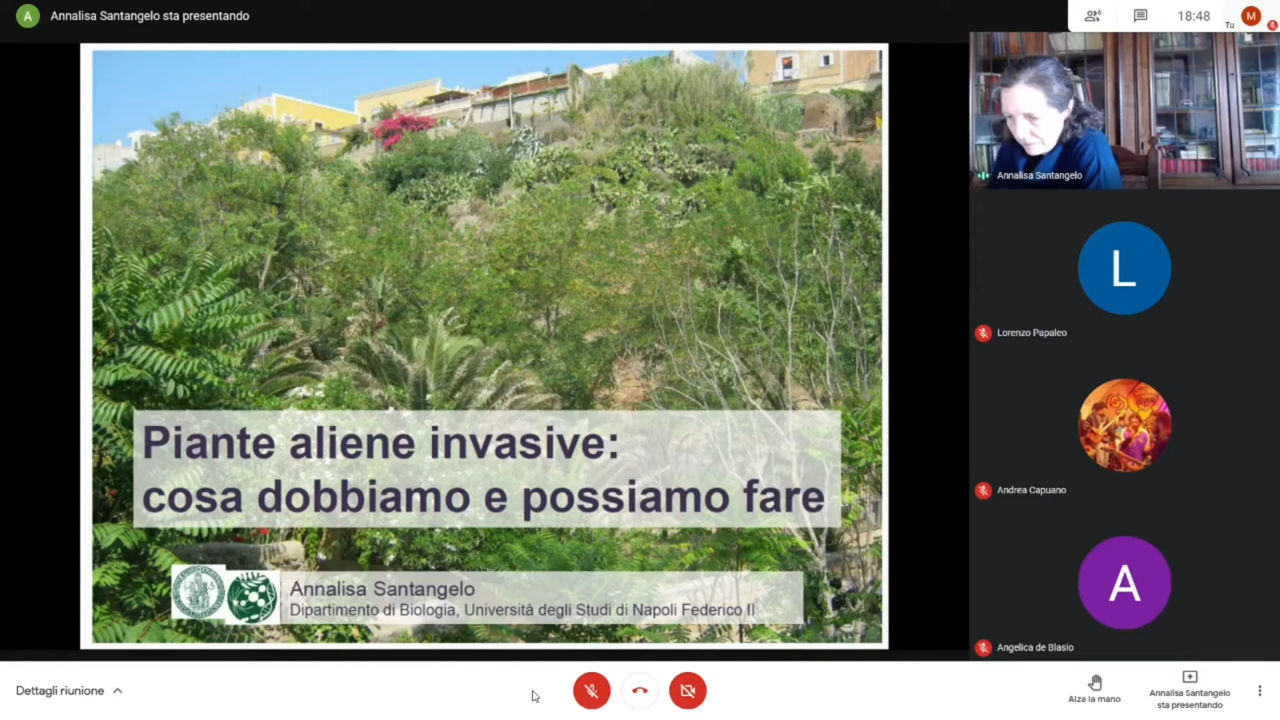 A
Annalisa Santangelo sta presentando
6
18:48
Tu
M
Annalisa Santangelo
L
Lorenzo Papaleo
Andrea Capuano
A
Angelica de Blasio
Piante aliene invasive:
cosa dobbiamo e possiamo fare
Annalisa Santangelo
Dipartimento di Biologia, Università degli Studi di Napoli Federico II
Dettagli riunione
Alza la mano
Annalisa Santangelo
sta presentando